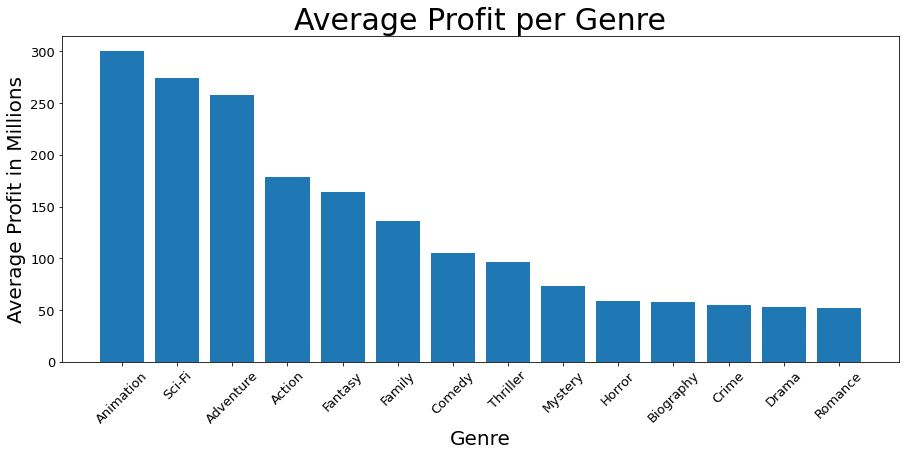 Average Profit per Genre
Average Profit in Millions
300
250
200
150
100
50
0
Animation
Sci-Fi
Adventure
Action
Fantasy
Family
Comedy
Thriller
Mystery
Horror
Biography
Crime
Drama
Romance
Genre